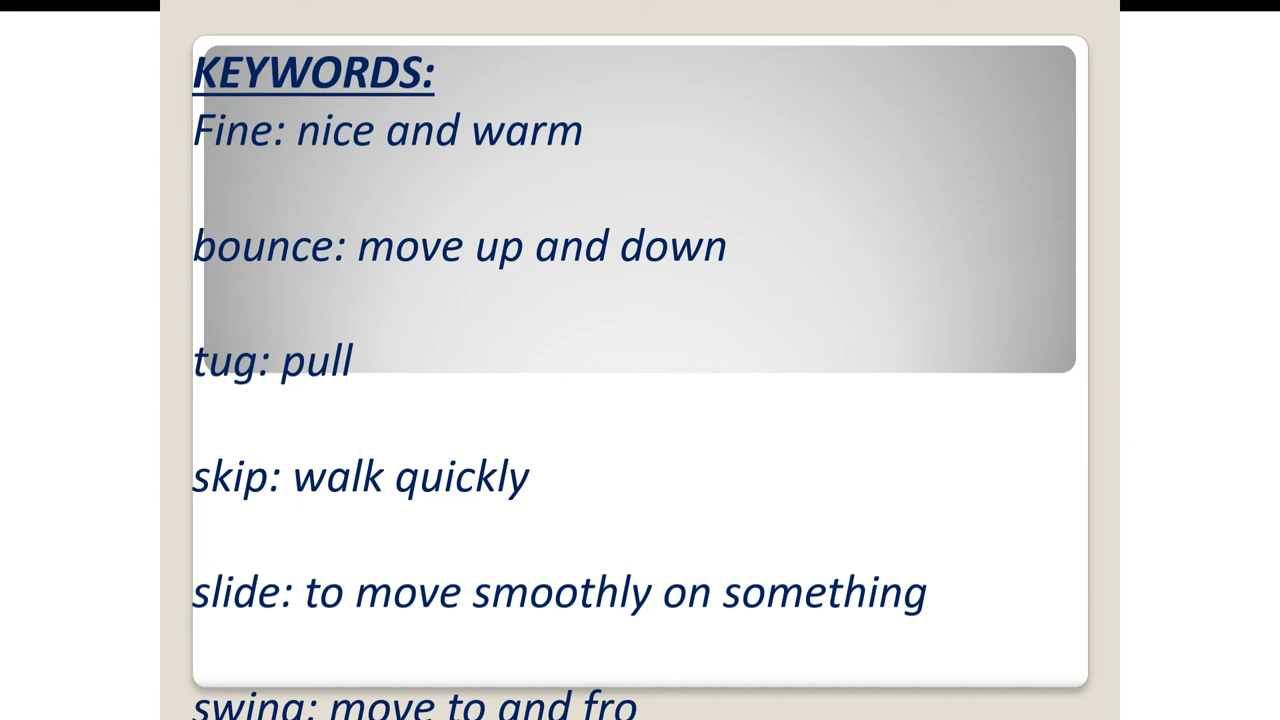 KEYWORDS:
Fine: nice and warm
bounce: move up and down
tug: pull
skip: walk quickly
slide: to move smoothly on something
swing: move to and fro